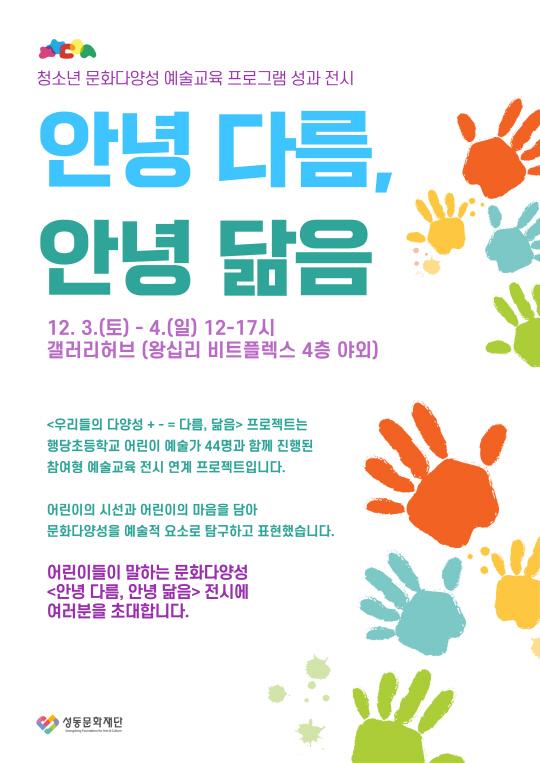 청소년 문화다양성 예술교육 프로그램 성과 전시
안녕 다름,
안녕 닮음
12. 3.(토) - 4.(일) 12-17시
갤러리허브 (왕십리 비트플렉스 4층 야외)
<우리들의 다양성 + - = 다름, 닮음> 프로젝트는
행당초등학교 어린이 예술가 44명과 함께 진행된
참여형 예술교육 전시 연계 프로젝트입니다.
어린이의 시선과 어린이의 마음을 담아
문화다양성을 예술적 요소로 탐구하고 표현했습니다.
어린이들이 말하는 문화다양성
<안녕 다름, 안녕 닮음> 전시에
여러분을 초대합니다.
성동문화재단